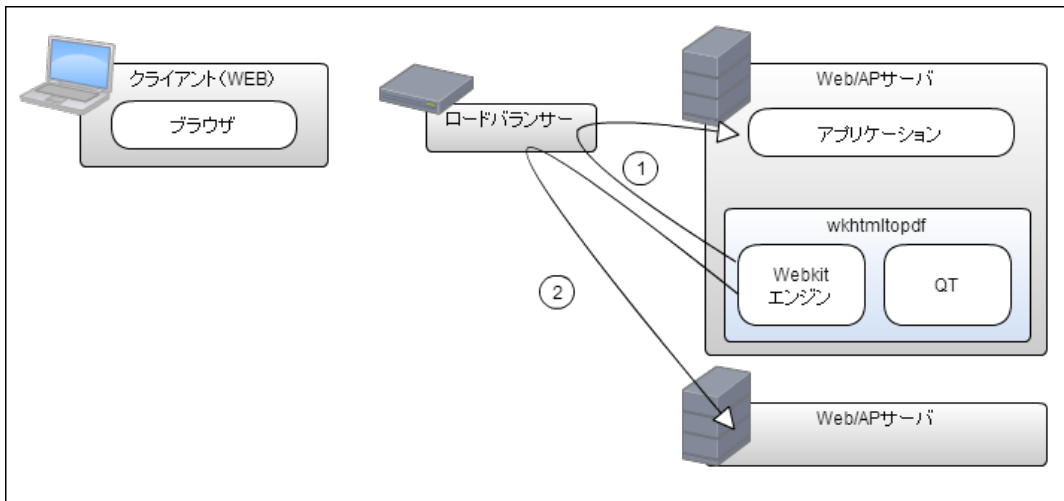 クライアント(WEB)
ブラウザ
ロードバランサー
Web/APサーバ
アプリケーション
1
wkhtmltopdf
Webkit
エンジン
QT
2
Web/APサーバ